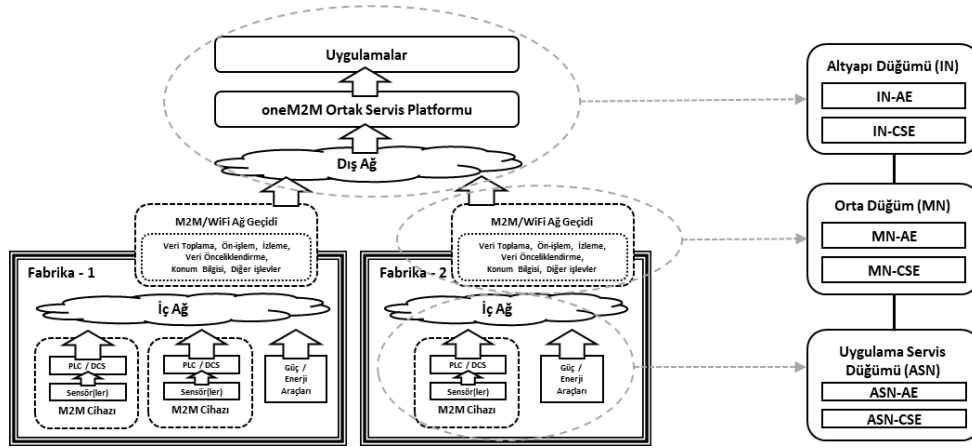 Uygulamalar
oneM2M Ortak Servis Platformu
Dış Ağ
M2M/WiFi Ağ Geçidi
Veri Toplama, Ön-işlem, İzleme,
Veri Önceliklendirme,
Konum Bilgisi, Diğer işlevler
Fabrika - 1
İç Ağ
PLC / DCS
Sensör(ler)
M2M Cihazı
PLC / DCS
Sensör(ler)
M2M Cihazı
Güç /
Enerji
Araçları
M2M/WiFi Ağ Geçidi
Veri Toplama, Ön-işlem, İzleme,
Veri Önceliklendirme,
Konum Bilgisi, Diğer işlevler
Fabrika - 2
İç Ağ
PLC / DCS
Sensör(ler)
M2M Cihazı
Güç /
Enerji
Araçları
Altyapı Düğümü (IN)
IN-AE
IN-CSE
Orta Düğüm (MN)
MN-AE
MN-CSE
Uygulama Servis
Düğümü (ASN)
ASN-AE
ASN-CSE